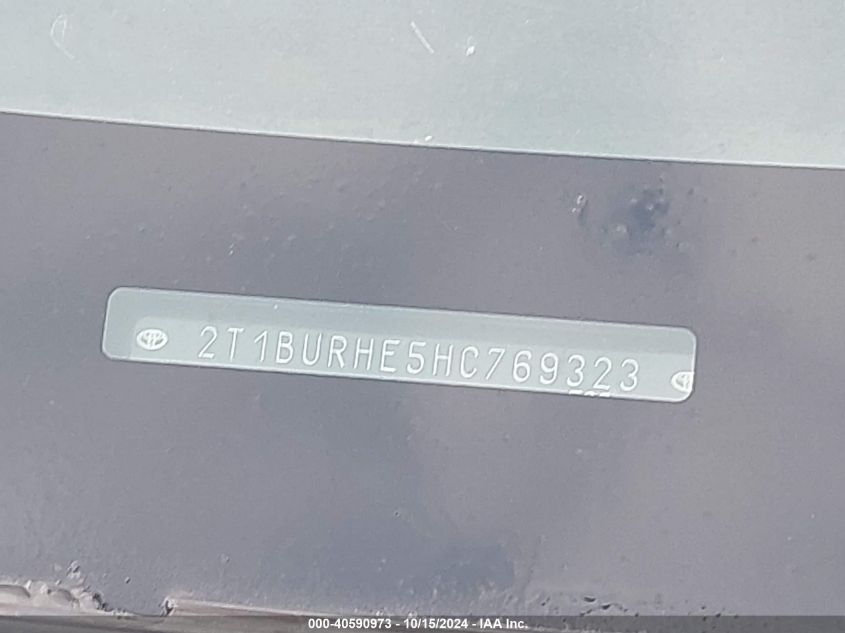 2T1BURHE5HC769323
000-40590973 - 10/15/2024 - IAA Inc.